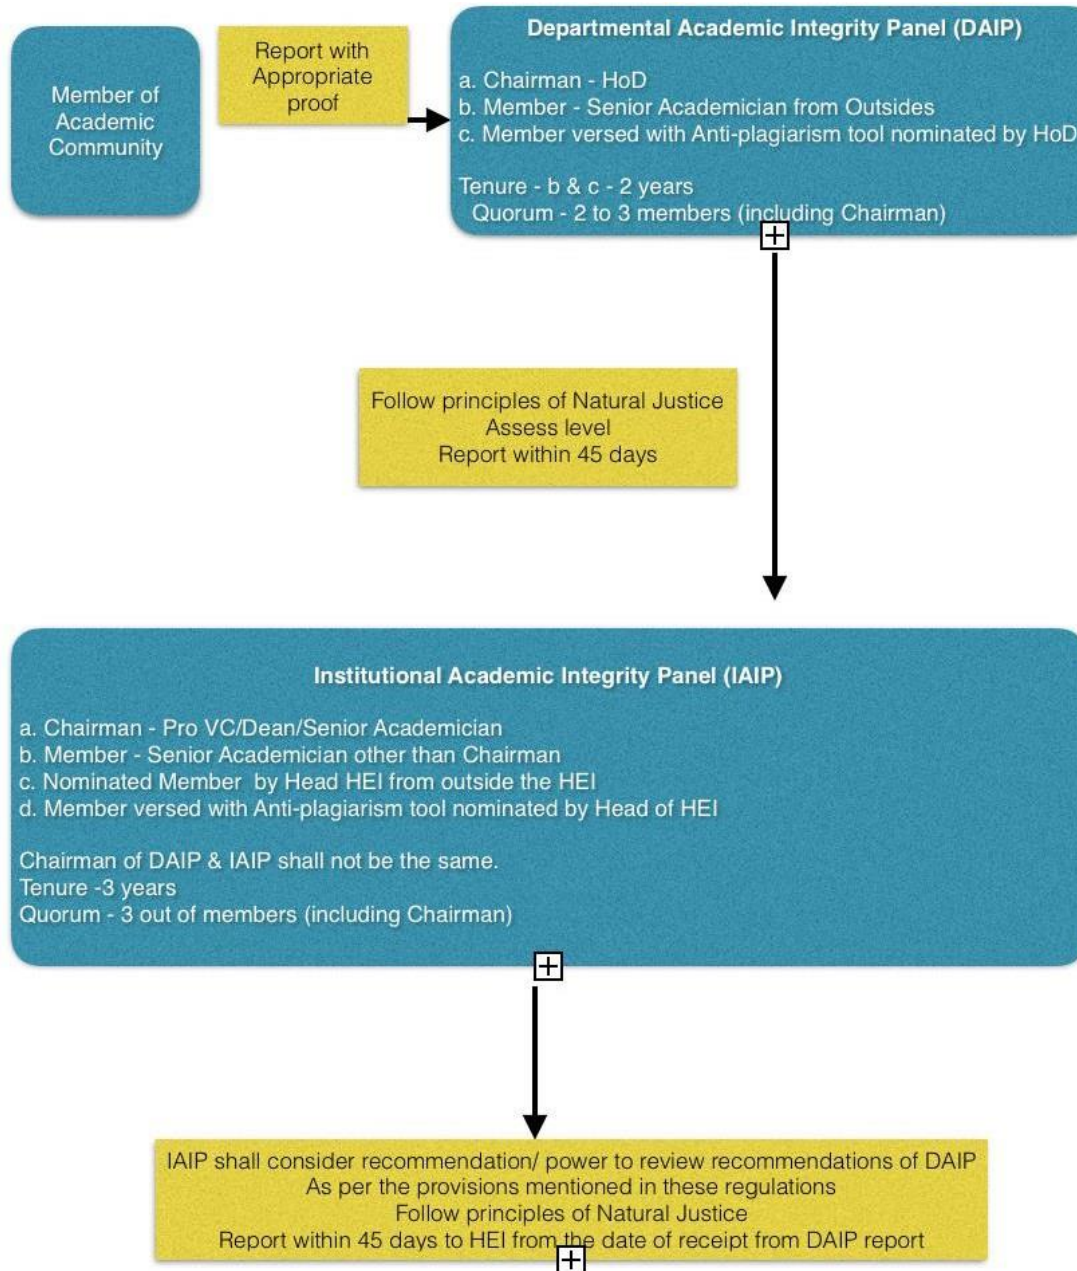 Member of
Academic
Community
Report with
Appropriate
proof
Departmental Academic Integrity Panel (DAIP)
a. Chairman - HoD
b. Member - Senior Academician from Outsides
c. Member versed with Anti-plagiarism tool nominated by HoD
Tenure - b & c - 2 years
Quorum - 2 to 3 members (including Chairman)
Follow principles of Natural Justice
Assess level
Report within 45 days
Institutional Academic Integrity Panel (IAIP)
a. Chairman - Pro VC/Dean/Senior Academician
b. Member - Senior Academician other than Chairman
c. Nominated Member by Head HEI from outside the HEI
d. Member versed with Anti-plagiarism tool nominated by Head of HEI
Chairman of DAIP & IAIP shall not be the same.
Tenure -3 years
Quorum - 3 out of members (including Chairman)
IAIP shall consider recommendation/ power to review recommendations of DAIP
As per the provisions mentioned in these regulations
Follow principles of Natural Justice
Report within 45 days to HEI from the date of receipt from DAIP report